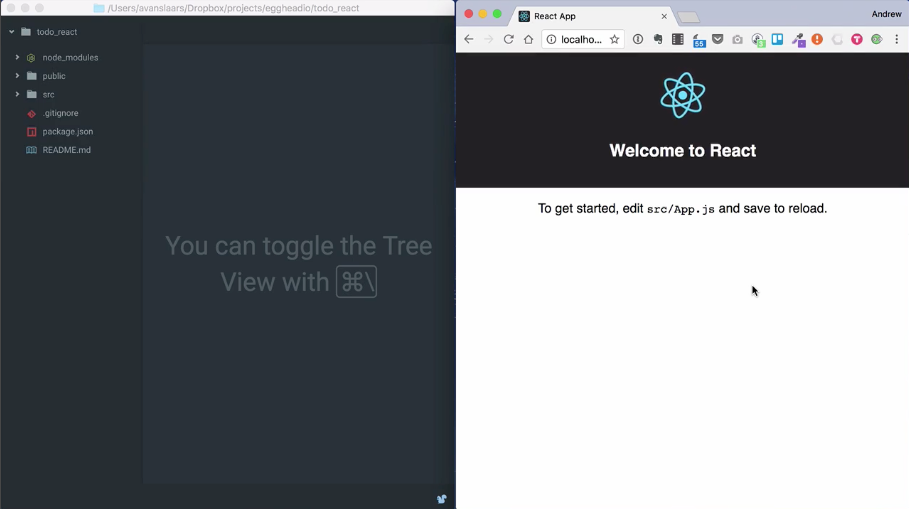 /Users/avanslaars/Dropbox/projects/eggheadio/todo_react
todo_react
node_modules
public
src
.gitignore
package.json
README.md
You can toggle the Tree
View with ⌘\
React App
Andrew
localho...
55
Welcome to React
To get started, edit src/App.js and save to reload.